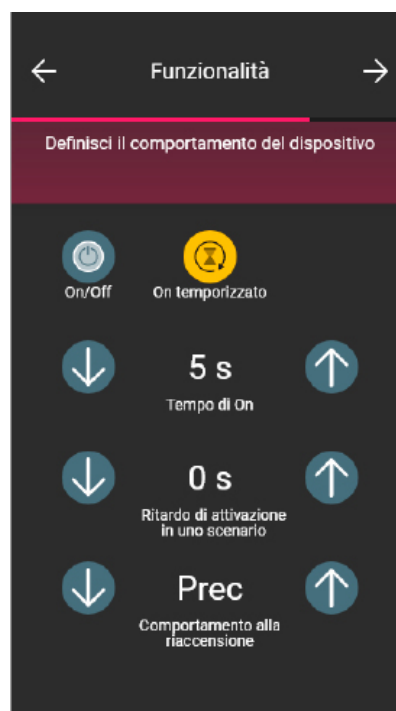 Funzionalità
Definisci il comportamento del dispositivo
On/Off
On temporizzato
5 s
Tempo di On
0 s
Ritardo di attivazione
in uno scenario
Prec
Comportamento alla
riaccensione